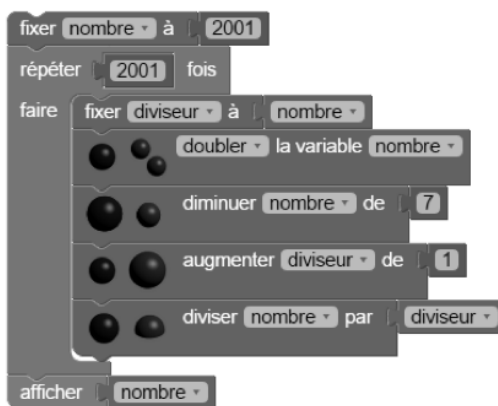 fixer nombre à 2001
répéter 2001 fois
faire fixer diviseur à nombre
doubler la variable nombre
diminuer nombre de 7
augmenter diviseur de 1
diviser nombre par diviseur
afficher nombre